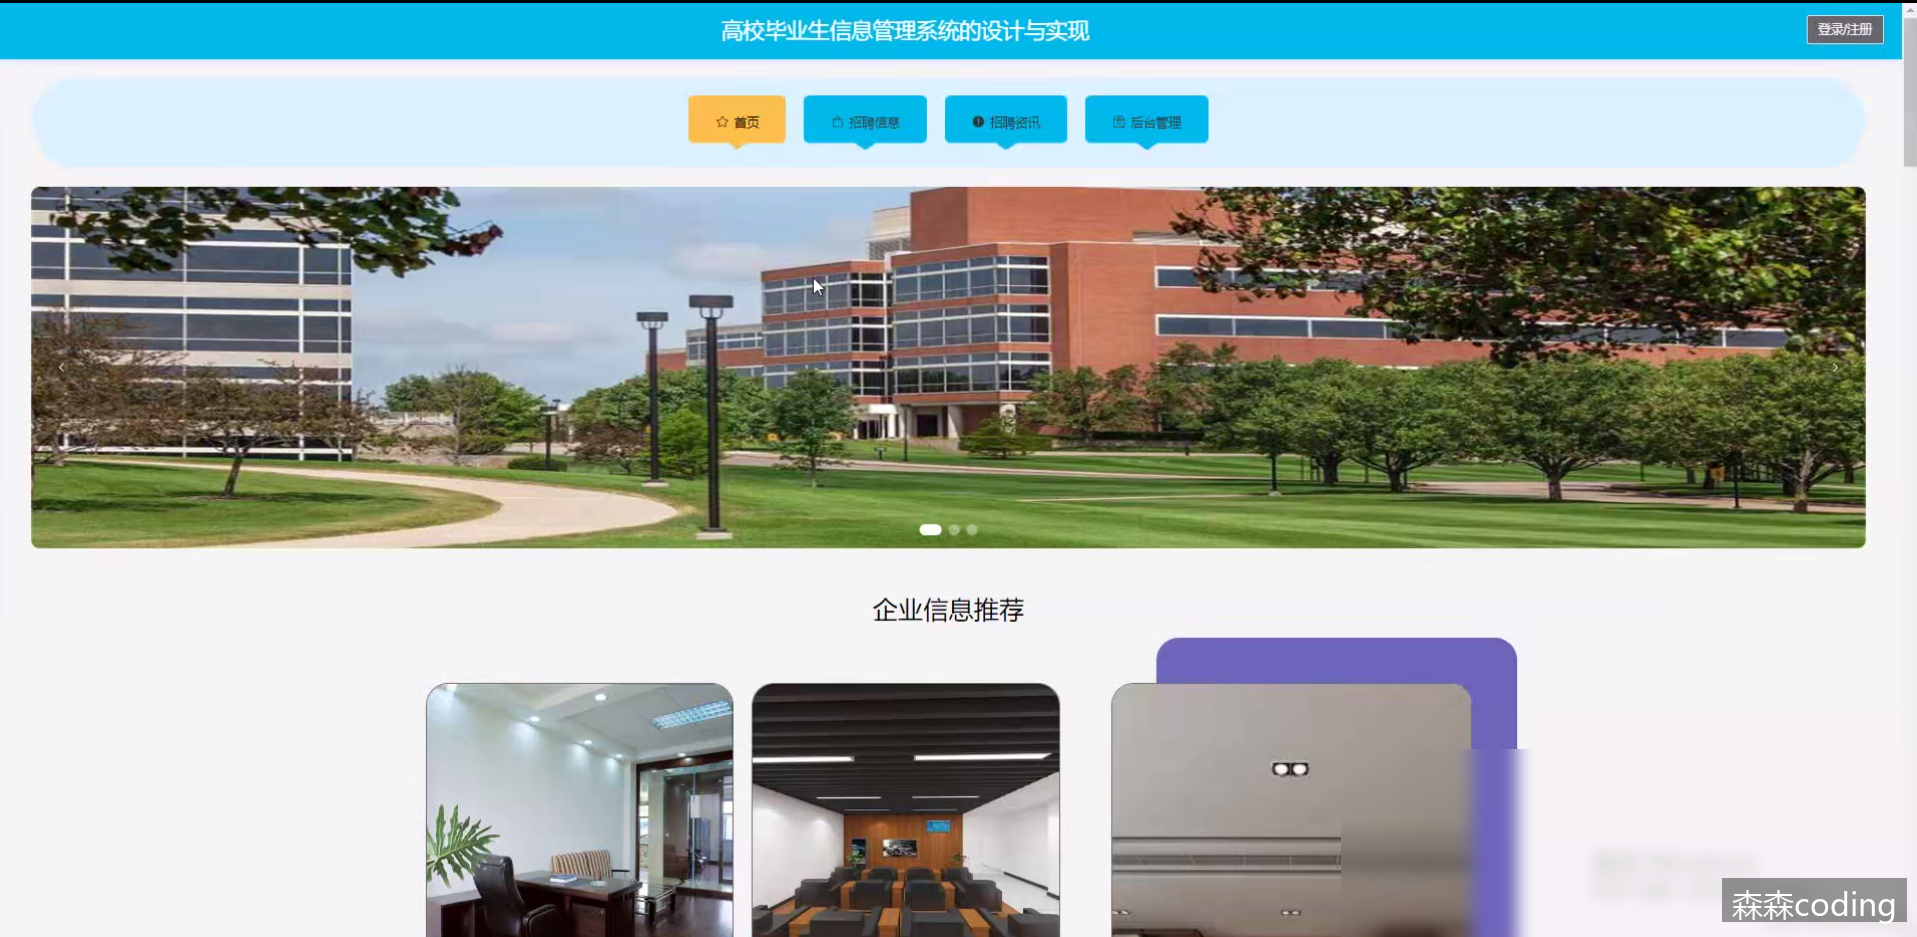 高校毕业生信息管理系统的设计与实现
登录/注册
首页
招聘信息
招聘资讯
后台管理
企业信息推荐
森森coding